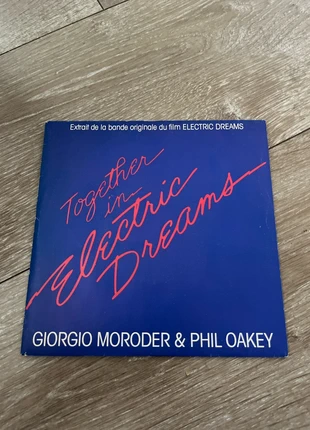 Extrait de la bande originale du film ELECTRIC DREAMS
Together
in
Electric
Dreams
GIORGIO MORODER & PHIL OAKEY